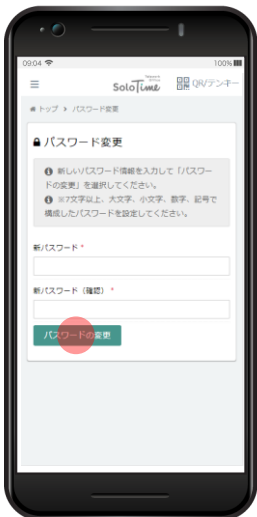 09:04 100%
SoloTime QR/テンキー
トップ パスワード変更
パスワード変更
新しいパスワード情報を入力して「パスワー
ドの変更」を選択してください。
※7文字以上、大文字、小文字、数字、記号で
構成したパスワードを設定してください。
新パスワード *
新パスワード（確認） *
パスワードの変更